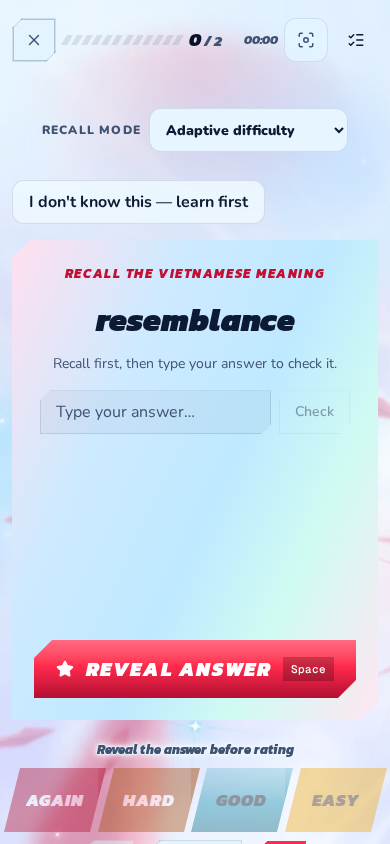 0 / 2 00:00
RECALL MODE Adaptive difficulty
I don't know this — learn first
RECALL THE VIETNAMESE MEANING
resemblance
Recall first, then type your answer to check it.
Type your answer... Check
REVEAL ANSWER Space
Reveal the answer before rating
AGAIN HARD GOOD EASY